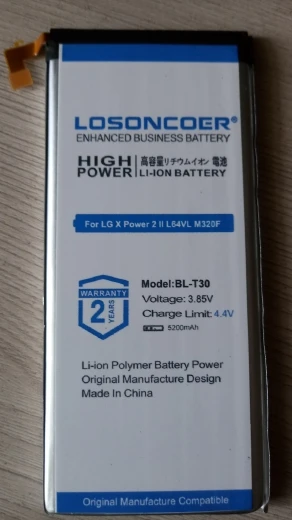 LOSONCOER®
ENHANCED BUSINESS BATTERY
HIGH POWER
高容量リチウムイオン 電池
LI-ION BATTERY
For LG X Power 2 II L64VL M320F
WARRANTY
2 YEARS
Model:BL-T30
Voltage: 3.85V
Charge Limit: 4.4V
5200mAh
Li-ion Polymer Battery Power
Original Manufacture Design
Made In China
Original Manufacture Compatible